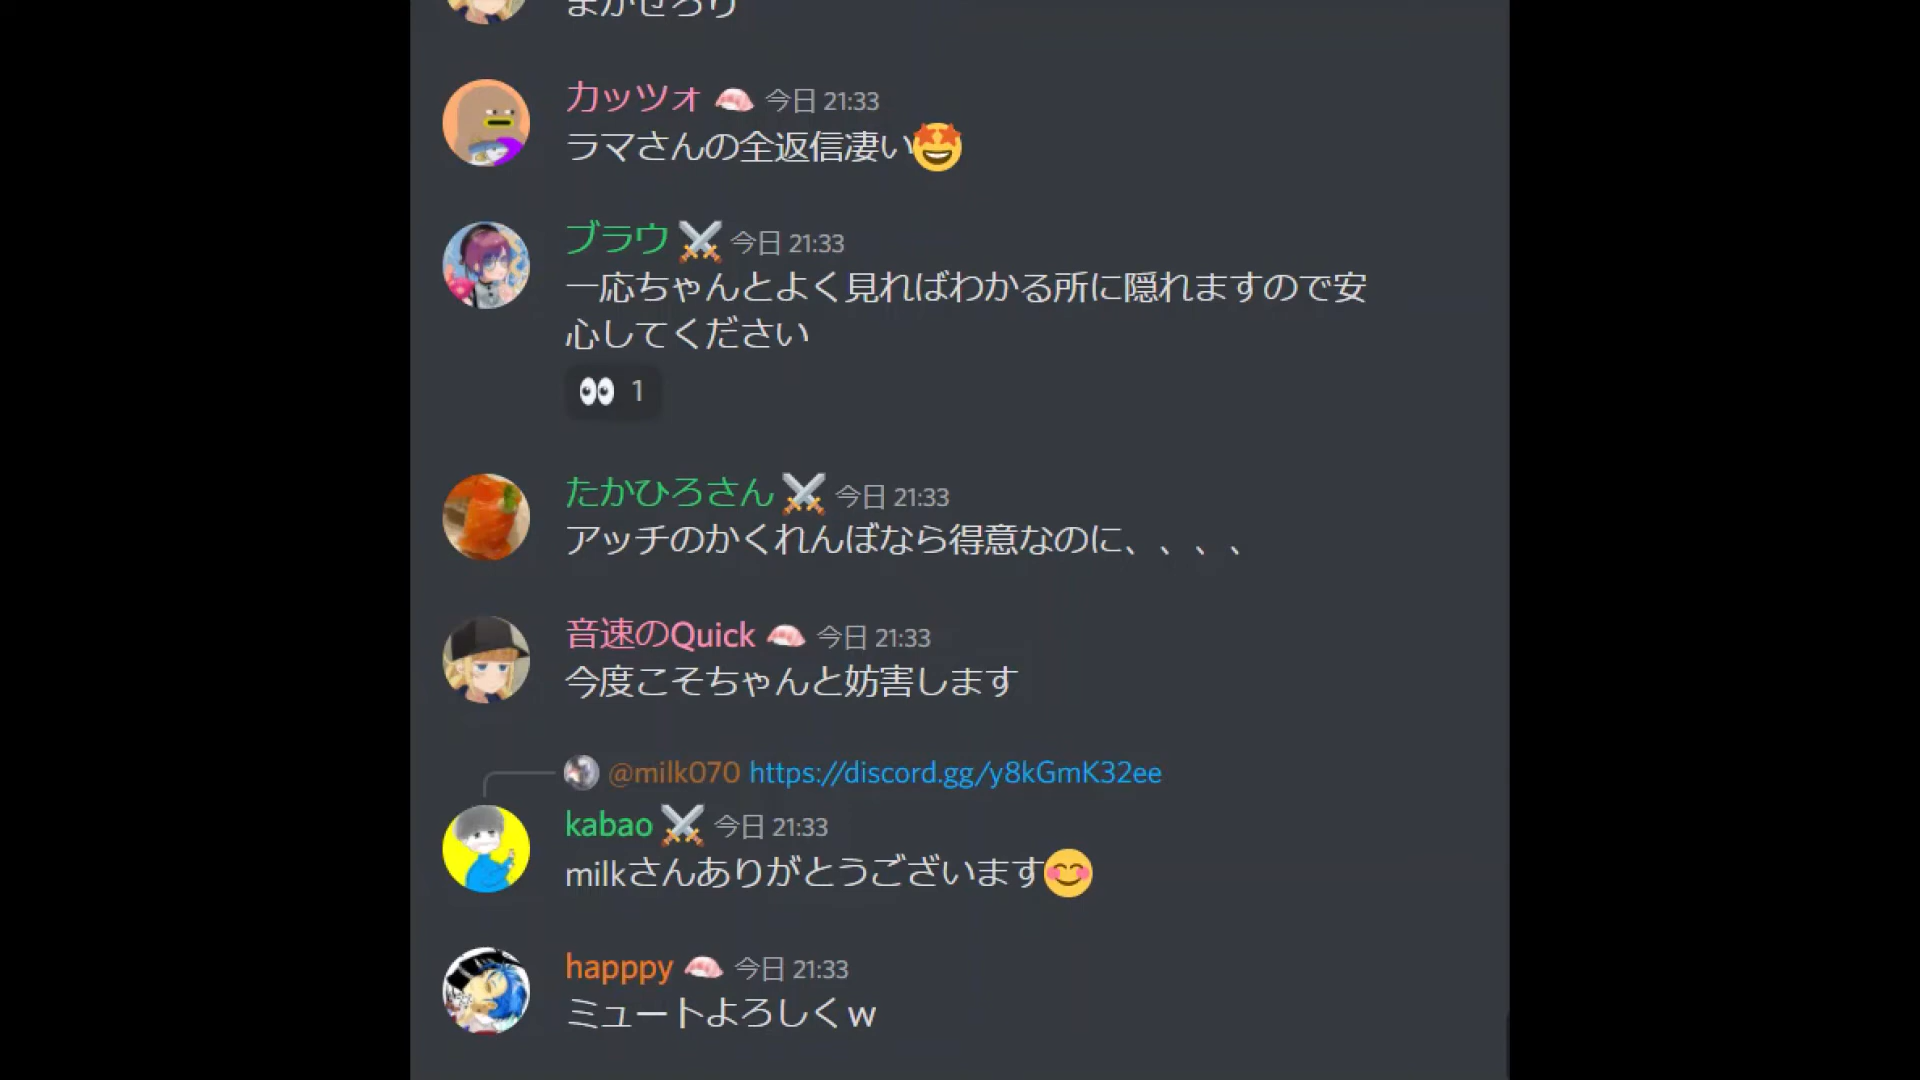 まかせろり
カッツォ 今日 21:33
ラマさんの全返信凄い🤩
ブラウ⚔️ 今日 21:33
一応ちゃんとよく見ればわかる所に隠れますので安
心してください
👀 1
たかひろさん⚔️ 今日 21:33
アッチのかくれんぼなら得意なのに、、、、
音速のQuick 今日 21:33
今度こそちゃんと妨害します
@milk070 https://discord.gg/y8kGmK32ee
kabao⚔️ 今日 21:33
milkさんありがとうございます😊
happpy 今日 21:33
ミュートよろしくw